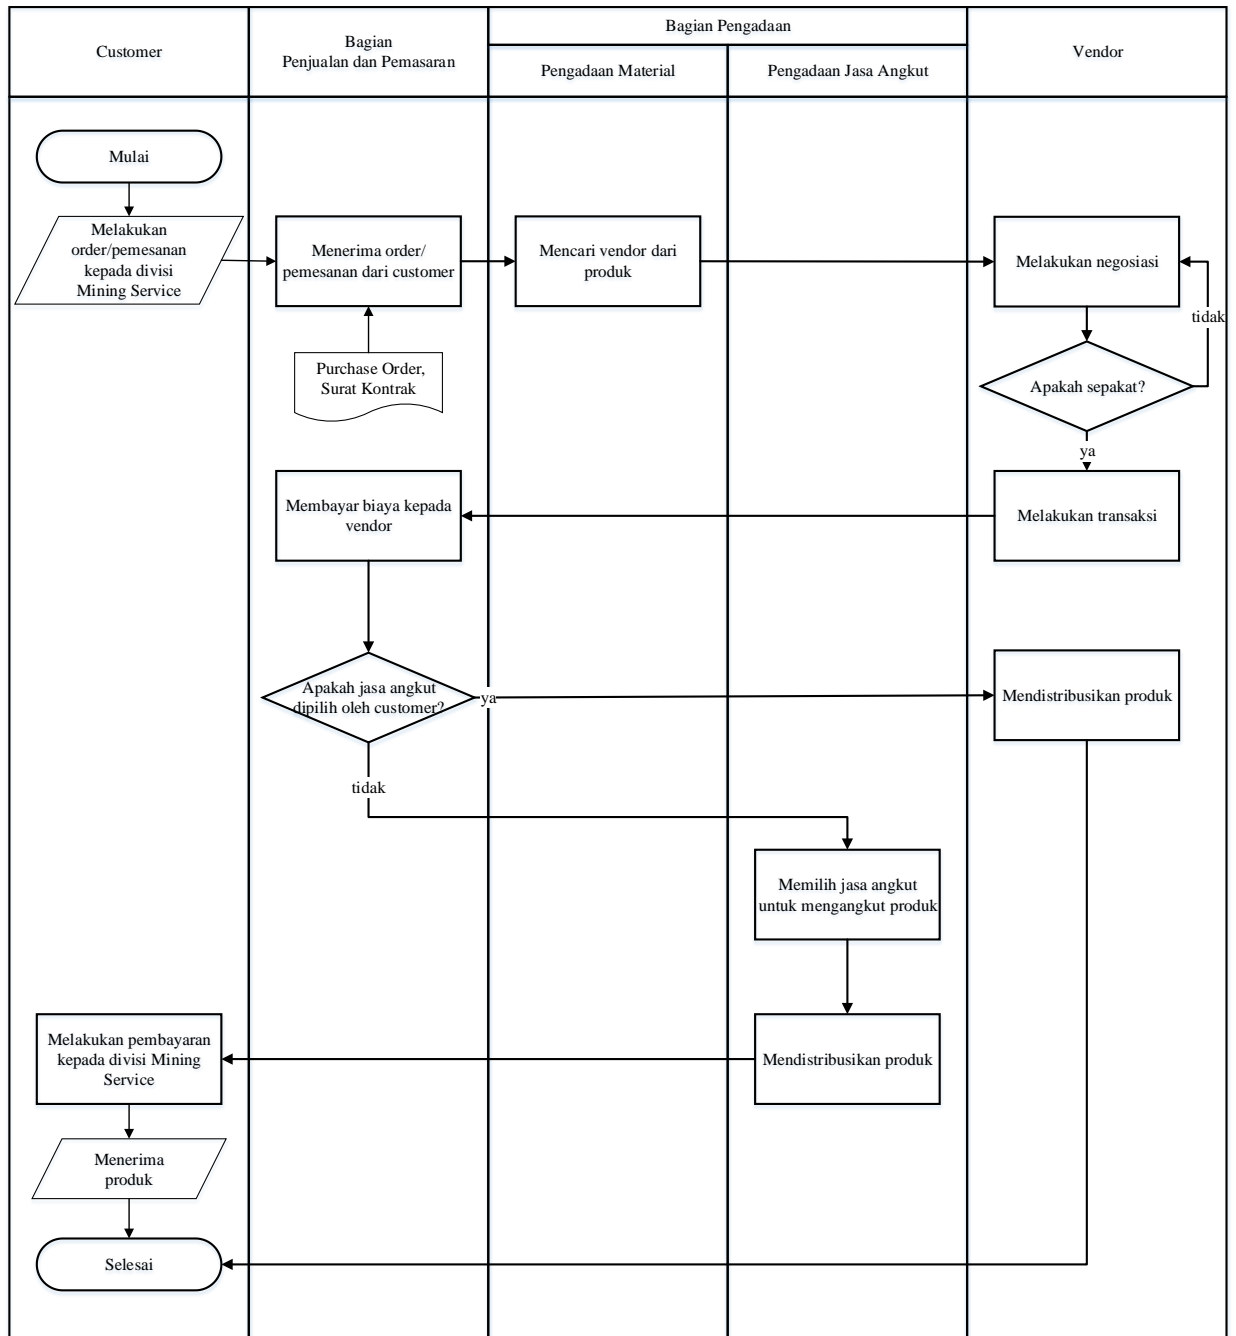 Customer
Bagian
Penjualan dan Pemasaran
Bagian Pengadaan
Pengadaan Material
Pengadaan Jasa Angkut
Vendor
Mulai
Melakukan
order/pemesanan
kepada divisi
Mining Service
Menerima order/
pemesanan dari customer
Mencari vendor dari
produk
Melakukan negosiasi
tidak
Purchase Order,
Surat Kontrak
Apakah sepakat?
ya
Membayar biaya kepada
vendor
Melakukan transaksi
Apakah jasa angkut
dipilih oleh customer?
ya
Mendistribusikan produk
tidak
Memilih jasa angkut
untuk mengangkut produk
Melakukan pembayaran
kepada divisi Mining
Service
Mendistribusikan produk
Menerima
produk
Selesai